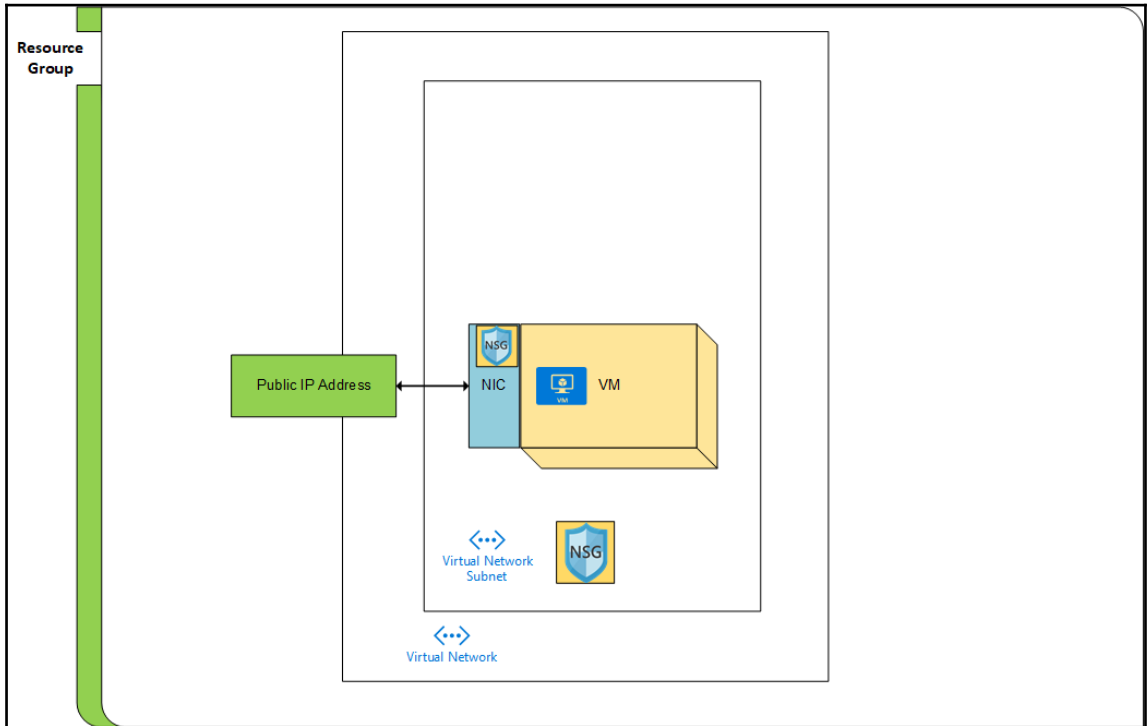 Resource
Group
NSG
Public IP Address
NIC
VM
VM
NSG
Virtual Network
Subnet
Virtual Network